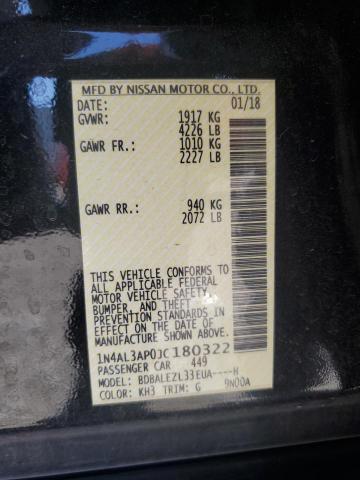 MFD BY NISSAN MOTOR CO., LTD.
DATE: 01/18
GVWR: 1917 KG
4226 LB
GAWR FR: 1010 KG
2227 LB
GAWR RR: 940 KG
2072 LB
THIS VEHICLE CONFORMS TO
ALL APPLICABLE FEDERAL
MOTOR VEHICLE SAFETY,
BUMPER, AND THEFT
PREVENTION STANDARDS IN
EFFECT ON THE DATE OF
MANUFACTURE SHOWN ABOVE.
1N4AL3AP0JC180322
PASSENGER CAR 449
MODEL: BDBALEZL33EUA----H
COLOR: KH3 TRIM: G 9N00A